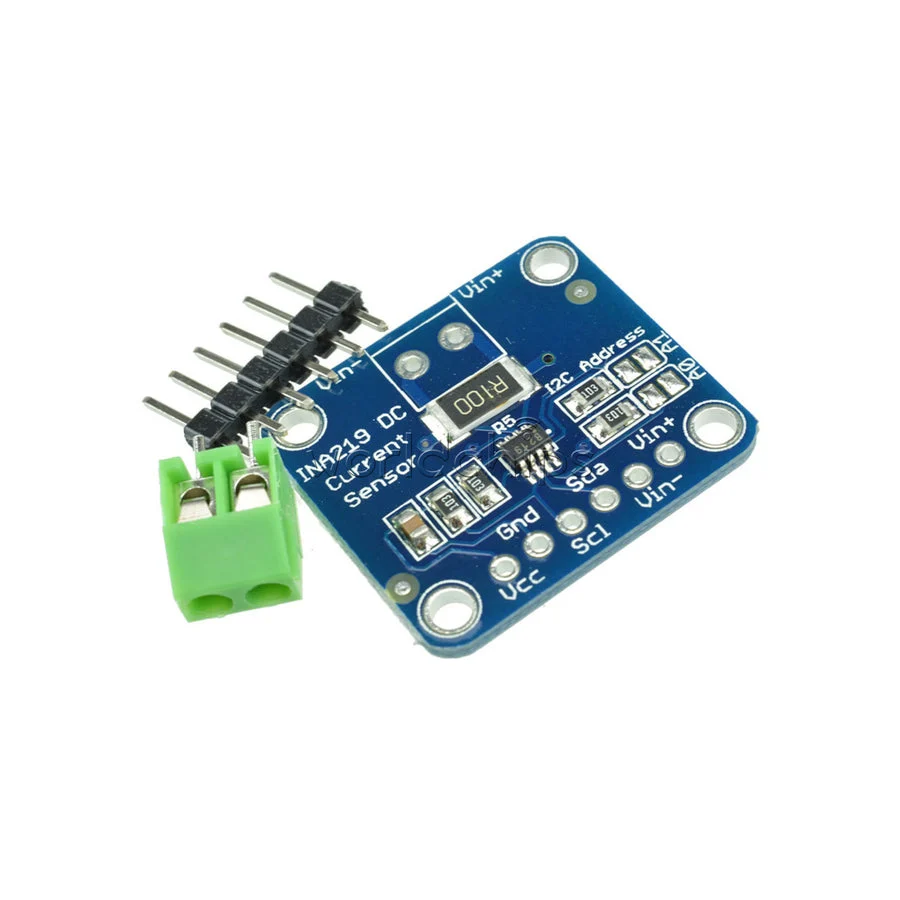 Vin+
Vin-
R100
I2C Address
A1
A0
103
103
R5
INA219 DC
Current
Sensor
worldchips
103
103
Vin+
Vin-
Sda
Scl
Gnd
Vcc